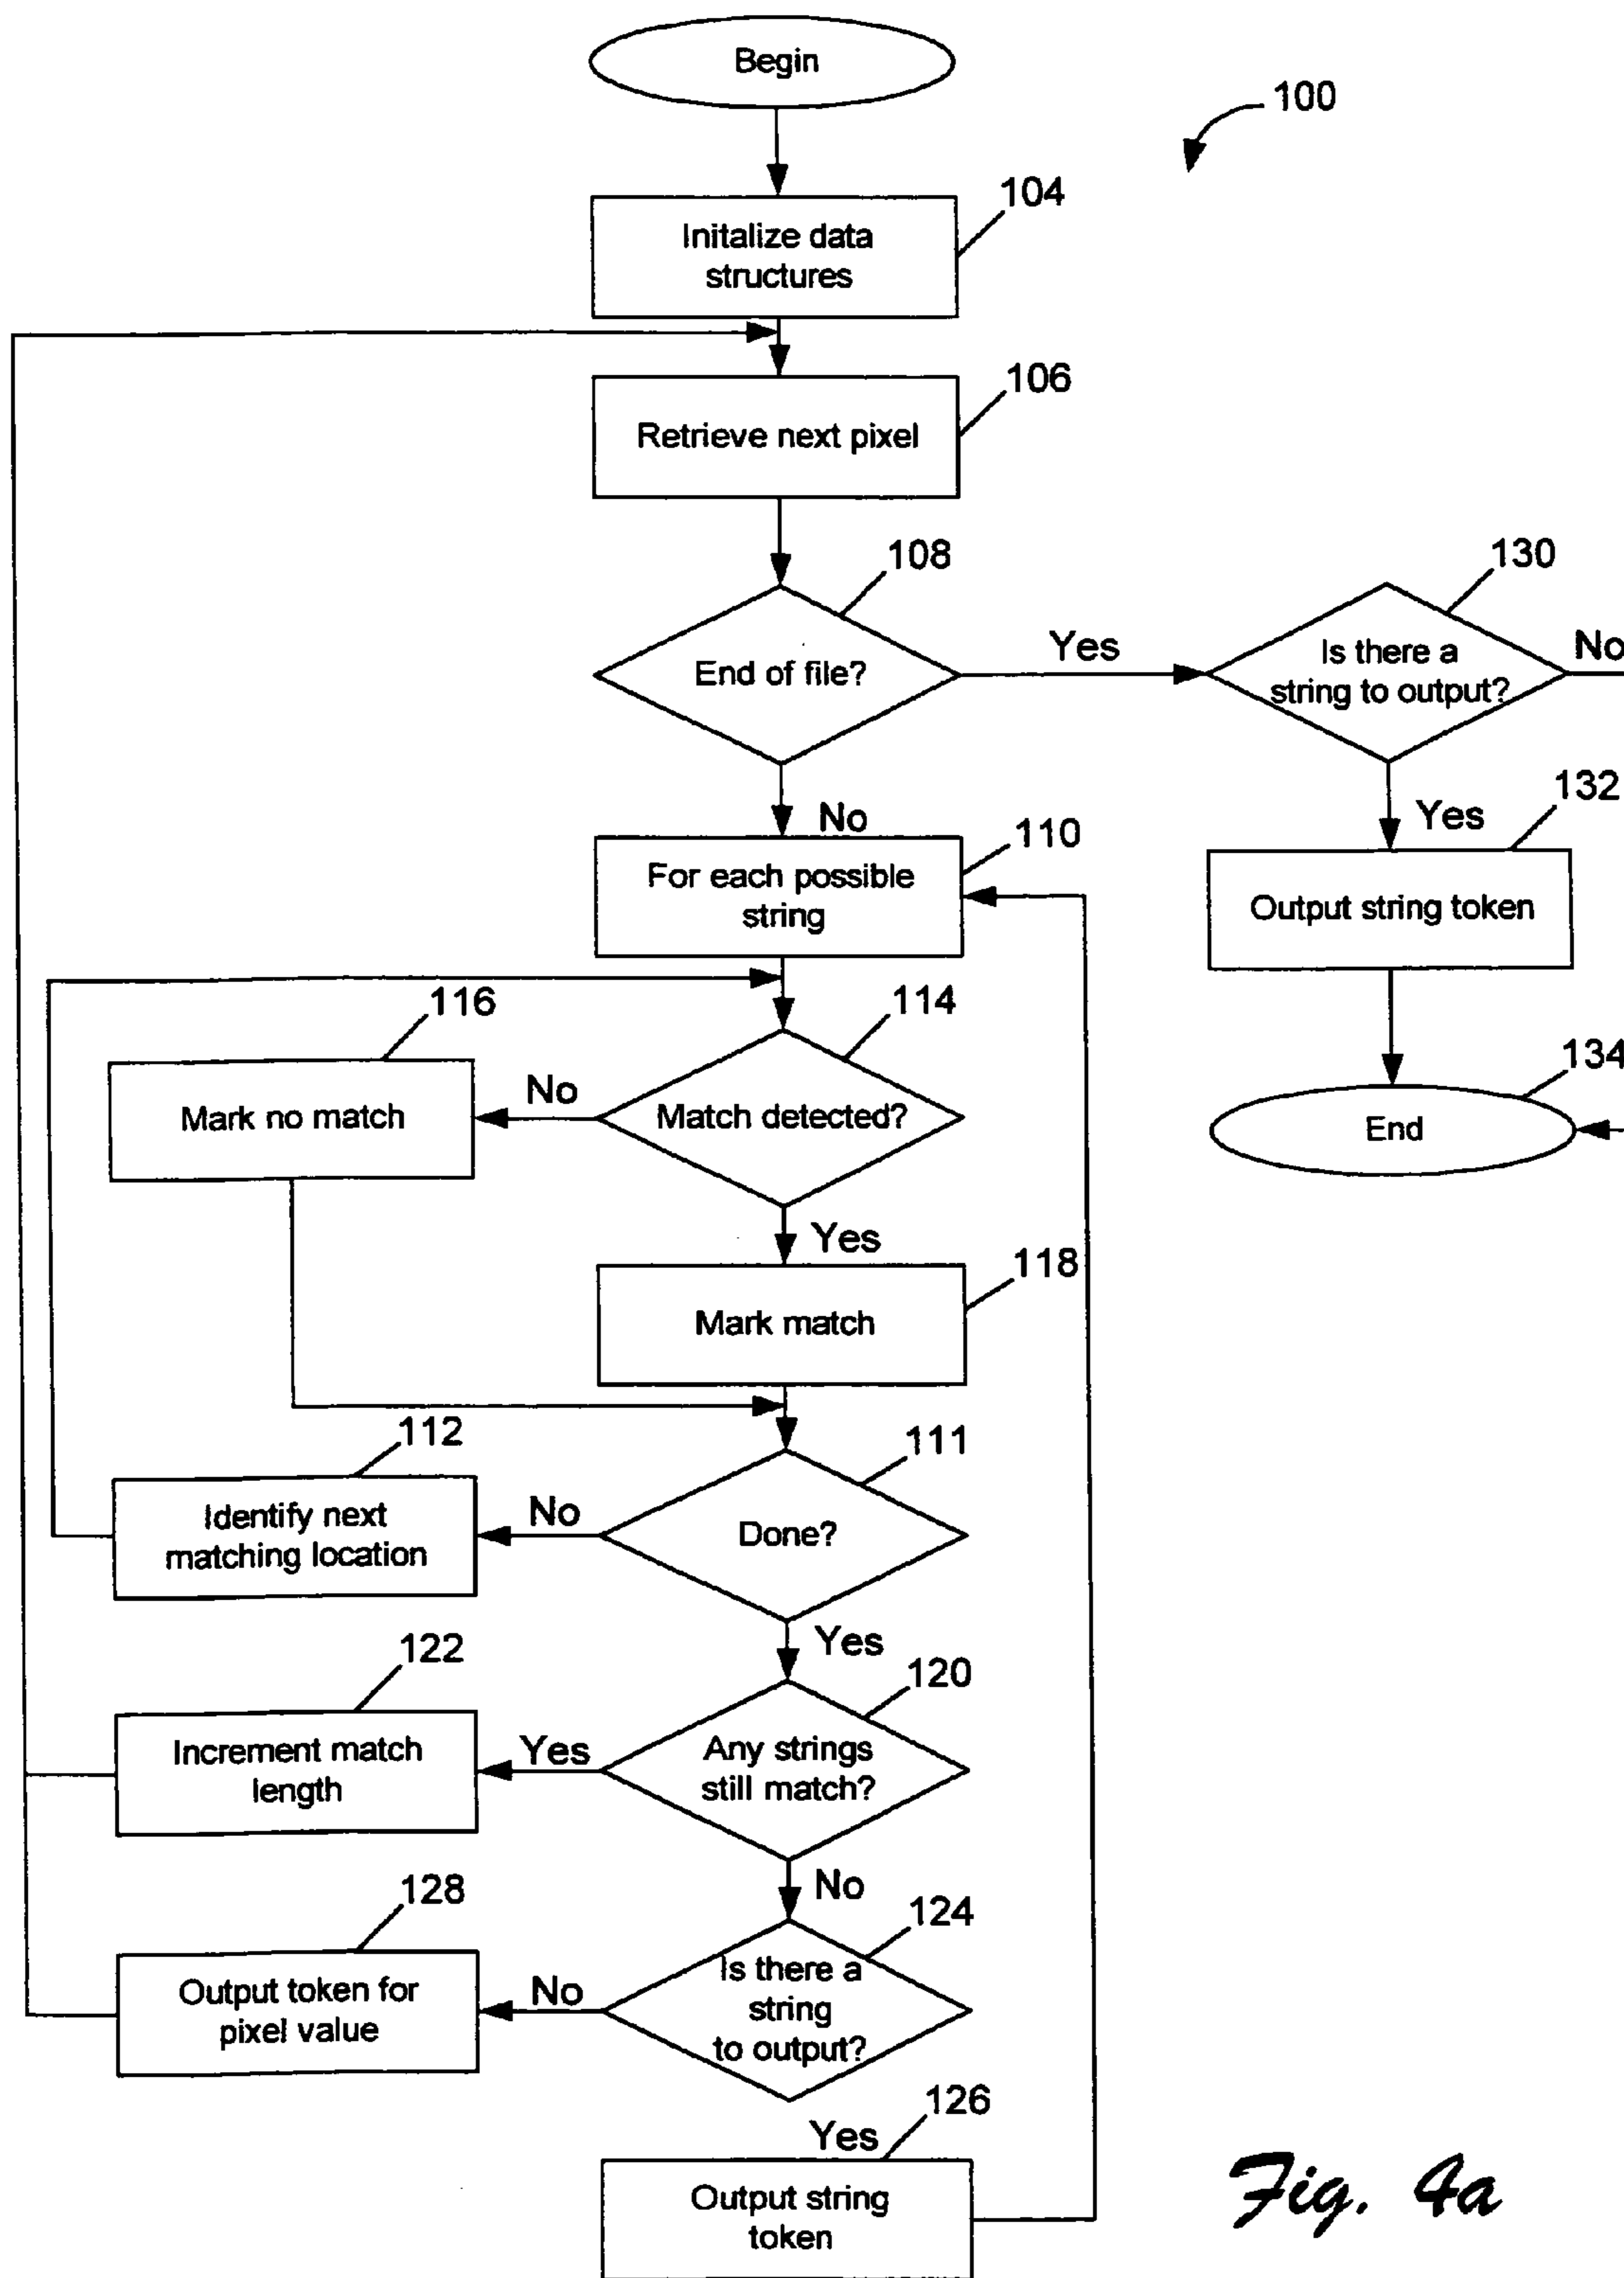 Begin
100
104
Initalize data
structures
106
Retrieve next pixel
108
130
End of file?
Yes
Is there a
string to output?
No
No
132
Yes
110
For each possible
string
Output string token
116
114
134
Mark no match
No
Match detected?
End
Yes
118
Mark match
112
111
Identify next
matching location
No
Done?
Yes
122
120
Increment match
length
Yes
Any strings
still match?
No
128
124
Output token for
pixel value
No
Is there a
string
to output?
126
Yes
Output string
token
Fig. 4a